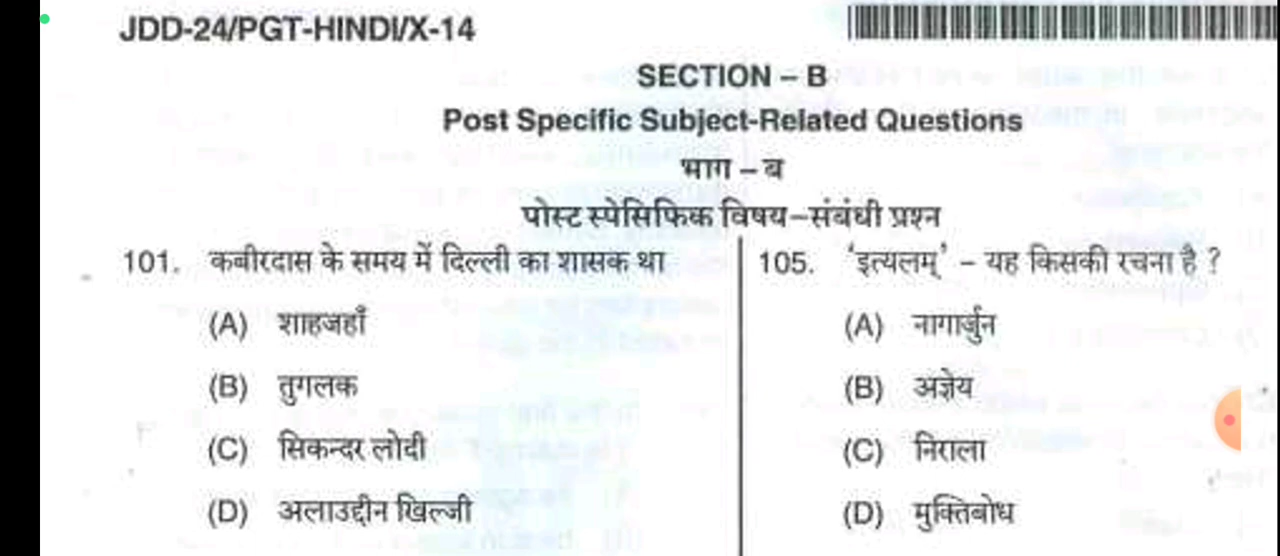 JDD-24/PGT-HINDI/X-14
SECTION – B
Post Specific Subject-Related Questions
भाग – ब
पोस्ट स्पेसिफिक विषय–संबंधी प्रश्न
101. कबीरदास के समय में दिल्ली का शासक था
(A) शाहजहाँ
(B) तुगलक
(C) सिकन्दर लोदी
(D) अलाउद्दीन खिल्जी
105. 'इत्यलम्' – यह किसकी रचना है ?
(A) नागार्जुन
(B) अज्ञेय
(C) निराला
(D) मुक्तिबोध